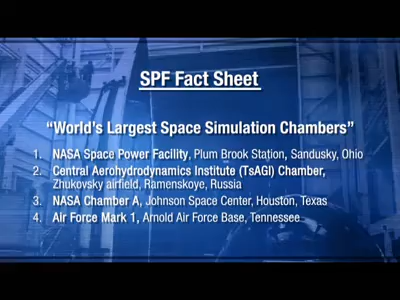 SPF Fact Sheet
“World's Largest Space Simulation Chambers”
1. NASA Space Power Facility, Plum Brook Station, Sandusky, Ohio
2. Central Aerohydrodynamics Institute (TsAGI) Chamber,
Zhukovsky airfield, Ramenskoye, Russia
3. NASA Chamber A, Johnson Space Center, Houston, Texas
4. Air Force Mark 1, Arnold Air Force Base, Tennessee